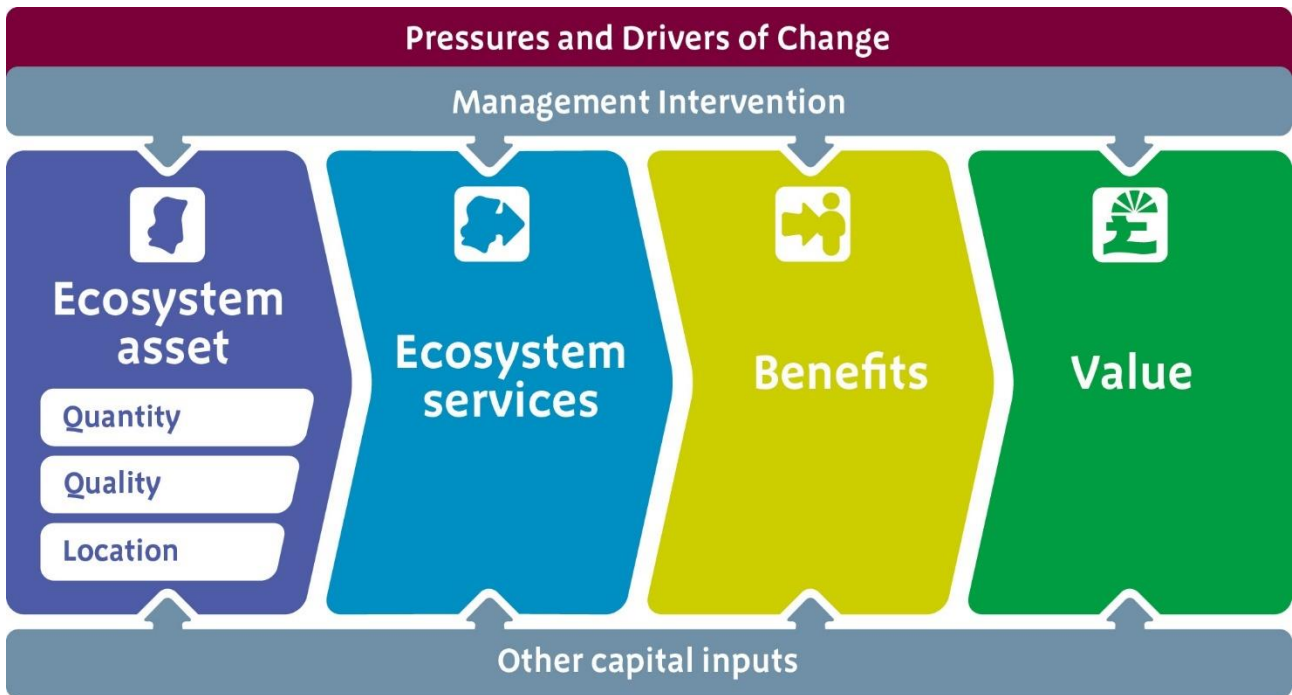 Pressures and Drivers of Change
Management Intervention
Ecosystem
asset
Quantity
Quality
Location
Ecosystem
services
Benefits
Value
Other capital inputs